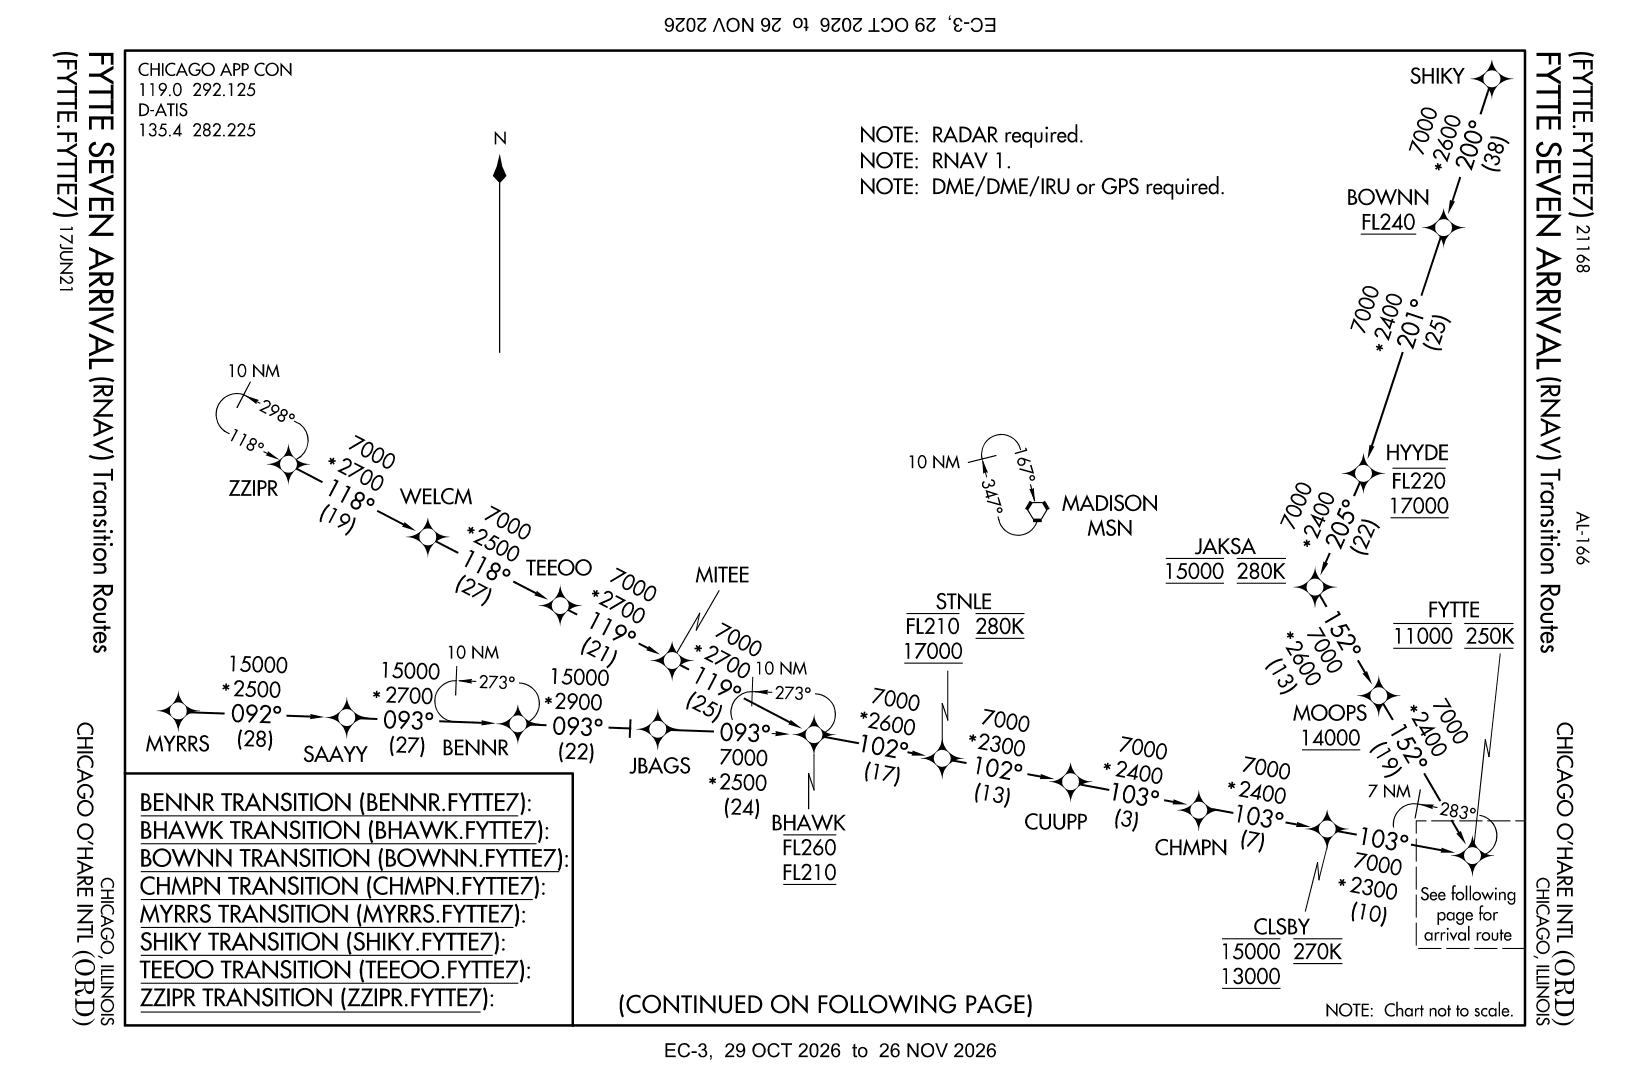 EC-3, 29 OCT 2026 to 26 NOV 2026
(FYTTE.FYTTE7) 17JUN21
FYTTE SEVEN ARRIVAL (RNAV) Transition Routes
CHICAGO O'HARE INTL (ORD)
CHICAGO, ILLINOIS
(FYTTE.FYTTE7) 21168
FYTTE SEVEN ARRIVAL (RNAV) Transition Routes
AL-166
CHICAGO O'HARE INTL (ORD)
CHICAGO, ILLINOIS
CHICAGO APP CON
119.0 292.125
D-ATIS
135.4 282.225
N
NOTE: RADAR required.
NOTE: RNAV 1.
NOTE: DME/DME/IRU or GPS required.
SHIKY
7000
*2600
200°
(38)
BOWNN
FL240
7000
*2400
201°
(25)
HYYDE
FL220
17000
7000
*2400
205°
(22)
JAKSA
15000 280K
152°
7000
*2600
(13)
MOOPS
14000
7000
*2400
152°
(19)
FYTTE
11000 250K
7 NM
283°
10 NM
298°
118°
ZZIPR
7000
*2700
118°
(19)
WELCM
7000
*2500
118°
(27)
TEEOO
7000
*2700
119°
(21)
MITEE
7000
*2700
119°
(25)
10 NM
167°
347°
MADISON
MSN
MYRRS
15000
*2500
092°
(28)
SAAYY
15000
*2700
093°
(27)
10 NM
273°
BENNR
15000
*2900
093°
(22)
JBAGS
093°
7000
*2500
(24)
10 NM
273°
BHAWK
FL260
FL210
7000
*2600
102°
(17)
STNLE
FL210 280K
17000
7000
*2300
102°
(13)
CUUPP
7000
*2400
103°
(3)
CHMPN
7000
*2400
103°
(7)
CLSBY
15000 270K
13000
103°
7000
*2300
(10)
See following
page for
arrival route
BENNR TRANSITION (BENNR.FYTTE7):
BHAWK TRANSITION (BHAWK.FYTTE7):
BOWNN TRANSITION (BOWNN.FYTTE7):
CHMPN TRANSITION (CHMPN.FYTTE7):
MYRRS TRANSITION (MYRRS.FYTTE7):
SHIKY TRANSITION (SHIKY.FYTTE7):
TEEOO TRANSITION (TEEOO.FYTTE7):
ZZIPR TRANSITION (ZZIPR.FYTTE7):
(CONTINUED ON FOLLOWING PAGE)
NOTE: Chart not to scale.
EC-3, 29 OCT 2026 to 26 NOV 2026